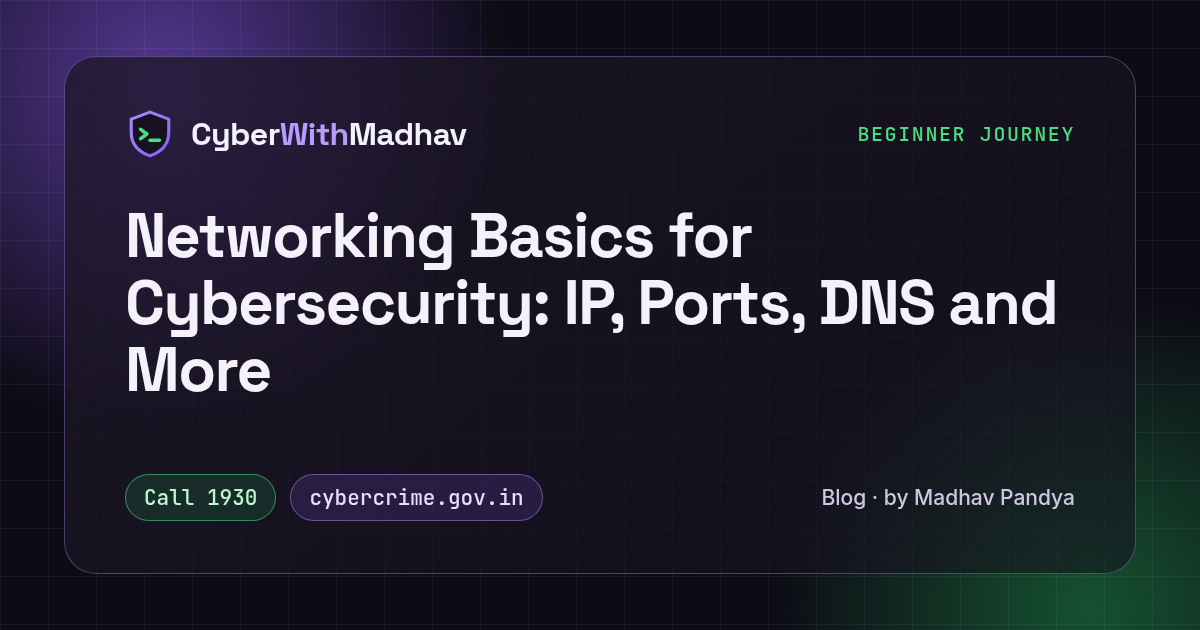 CyberWithMadhav
BEGINNER JOURNEY
Networking Basics for
Cybersecurity: IP, Ports, DNS and
More
Call 1930
cybercrime.gov.in
Blog · by Madhav Pandya